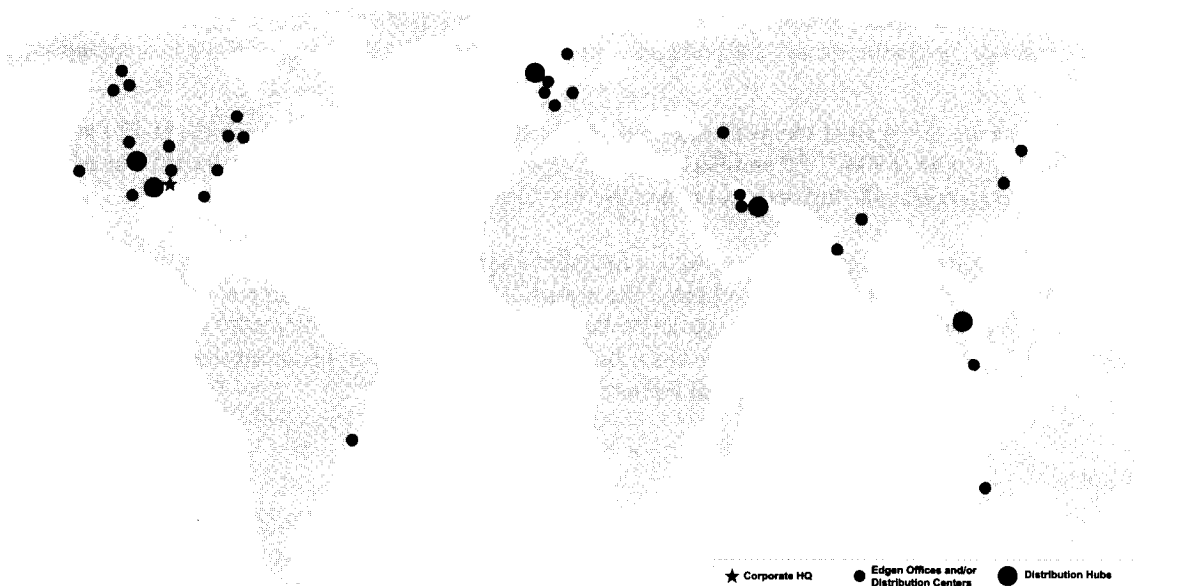 Corporate HQ
Edgen Offices and/or
Distribution Centers
Distribution Hubs